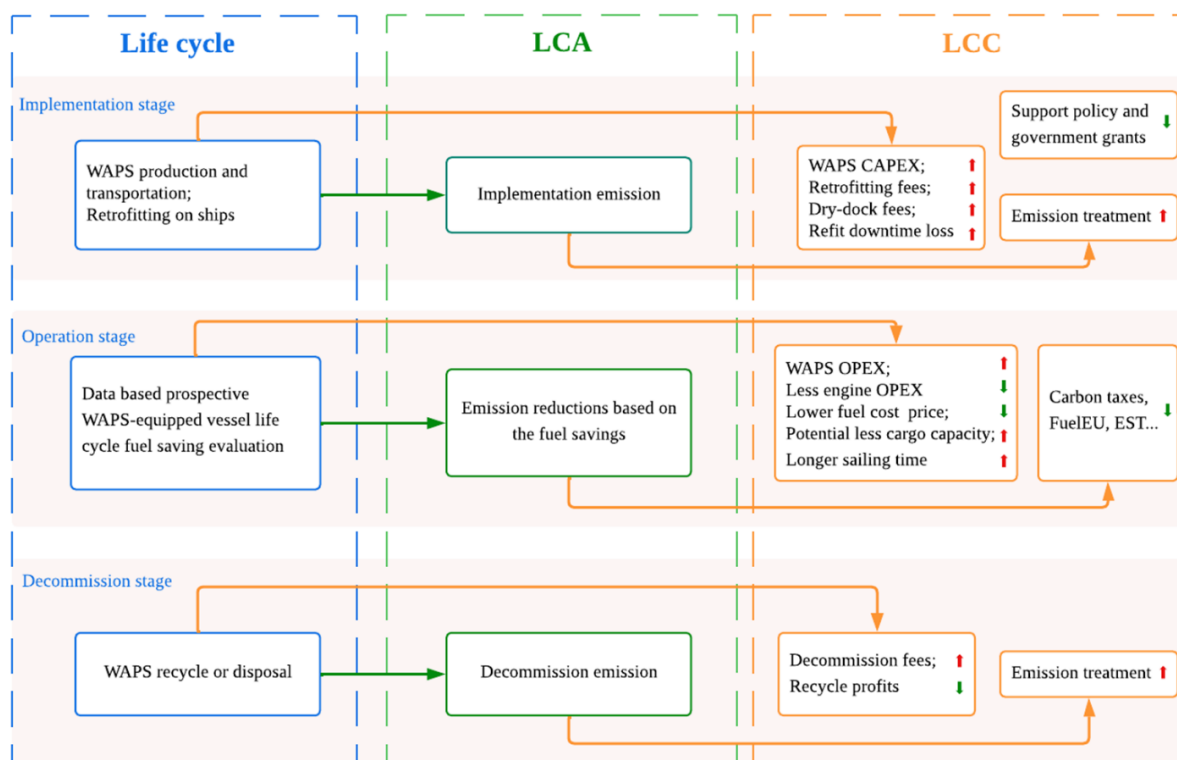 Life cycle
LCA
LCC
Implementation stage
WAPS production and
transportation;
Retrofitting on ships
Implementation emission
WAPS CAPEX;
Retrofitting fees;
Dry-dock fees;
Refit downtime loss
Support policy and
government grants
Emission treatment
Operation stage
Data based prospective
WAPS-equipped vessel life
cycle fuel saving evaluation
Emission reductions based on
the fuel savings
WAPS OPEX;
Less engine OPEX
Lower fuel cost price;
Potential less cargo capacity;
Longer sailing time
Carbon taxes,
FuelEU, EST...
Decommission stage
WAPS recycle or disposal
Decommission emission
Decommission fees;
Recycle profits
Emission treatment